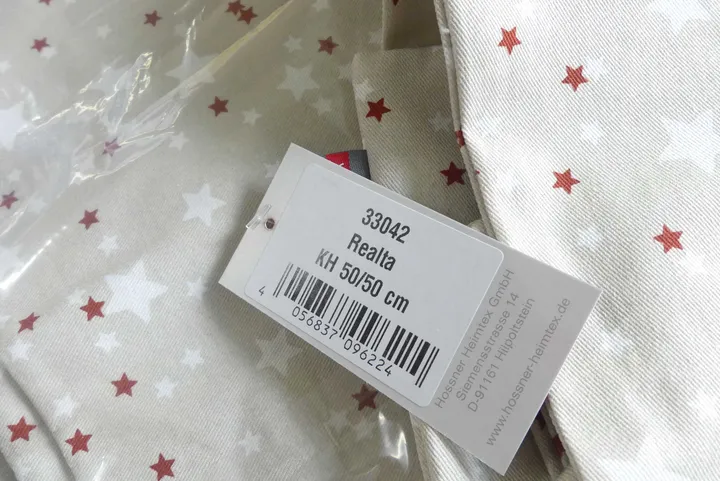 33042
Realta
KH 50/50 cm
4 056837 096224
Hossner Heimtex GmbH
Siemensstrasse 14
D-91161 Hilpoltstein
www.hossner-heimtex.de